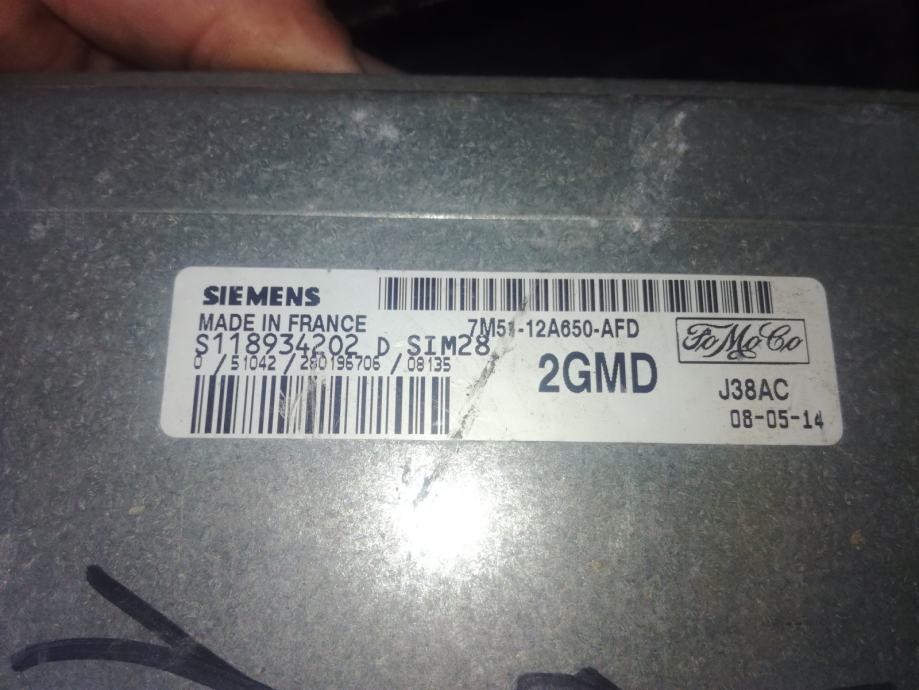 SIEMENS
MADE IN FRANCE
7M51-12A650-AFD
FoMoCo
S118934202 D SIM28
0 / 51042 / 280196706 / 08135
2GMD
J38AC
08-05-14